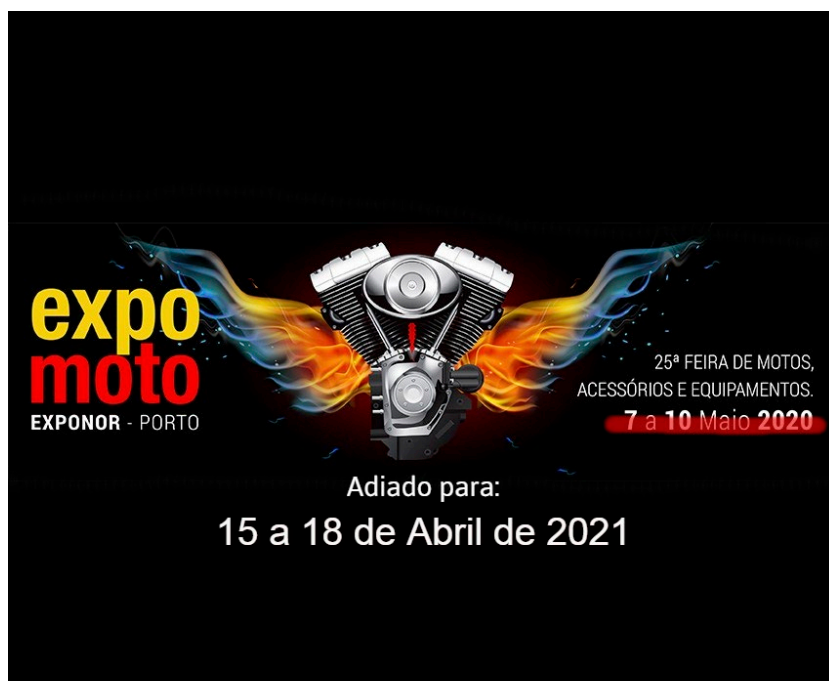 expo
moto
EXPONOR - PORTO
25ª FEIRA DE MOTOS,
ACESSÓRIOS E EQUIPAMENTOS.
7 a 10 Maio 2020
Adiado para:
15 a 18 de Abril de 2021